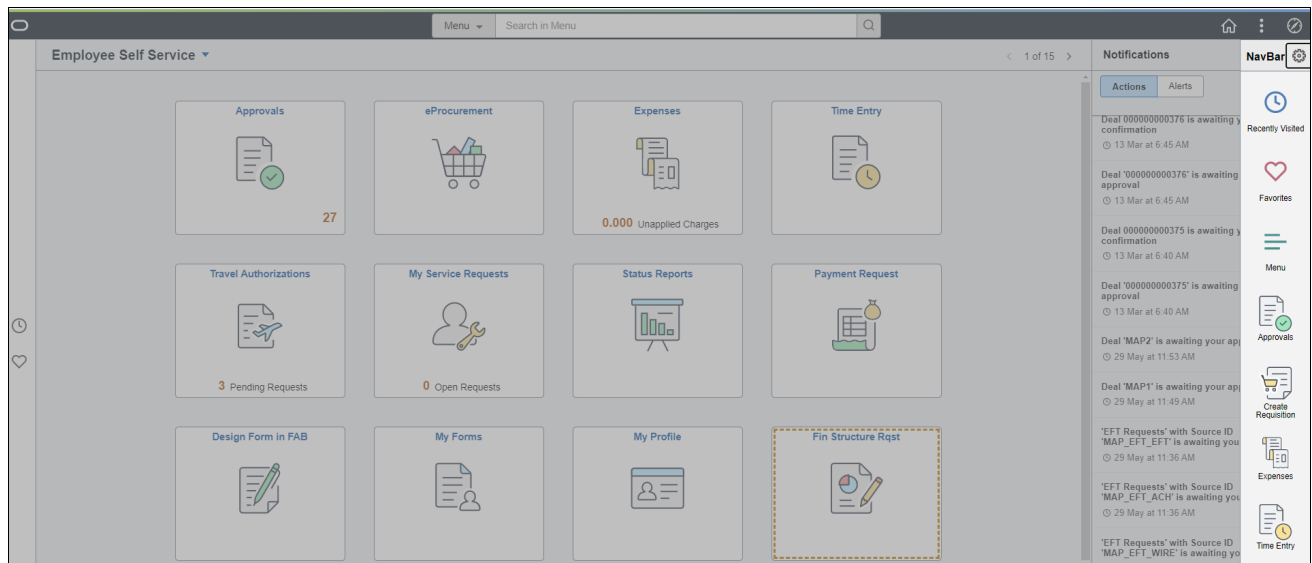 Menu
Search in Menu
Employee Self Service
1 of 15
Approvals
27
eProcurement
Expenses
0.000 Unapplied Charges
Time Entry
Travel Authorizations
3 Pending Requests
My Service Requests
0 Open Requests
Status Reports
Payment Request
Design Form in FAB
My Forms
My Profile
Fin Structure Rqst
Notifications
Actions
Alerts
Deal 000000000376 is awaiting y
confirmation
13 Mar at 6:45 AM
Deal '000000000376' is awaiting
approval
13 Mar at 6:45 AM
Deal 000000000375 is awaiting y
confirmation
13 Mar at 6:40 AM
Deal '000000000375' is awaiting
approval
13 Mar at 6:40 AM
Deal 'MAP2' is awaiting your app
29 May at 11:53 AM
Deal 'MAP1' is awaiting your app
29 May at 11:49 AM
'EFT Requests' with Source ID
'MAP_EFT_EFT' is awaiting you
29 May at 11:36 AM
'EFT Requests' with Source ID
'MAP_EFT_ACH' is awaiting you
29 May at 11:36 AM
'EFT Requests' with Source ID
'MAP_EFT_WIRE' is awaiting yo
NavBar
Recently Visited
Favorites
Menu
Approvals
Create
Requisition
Expenses
Time Entry